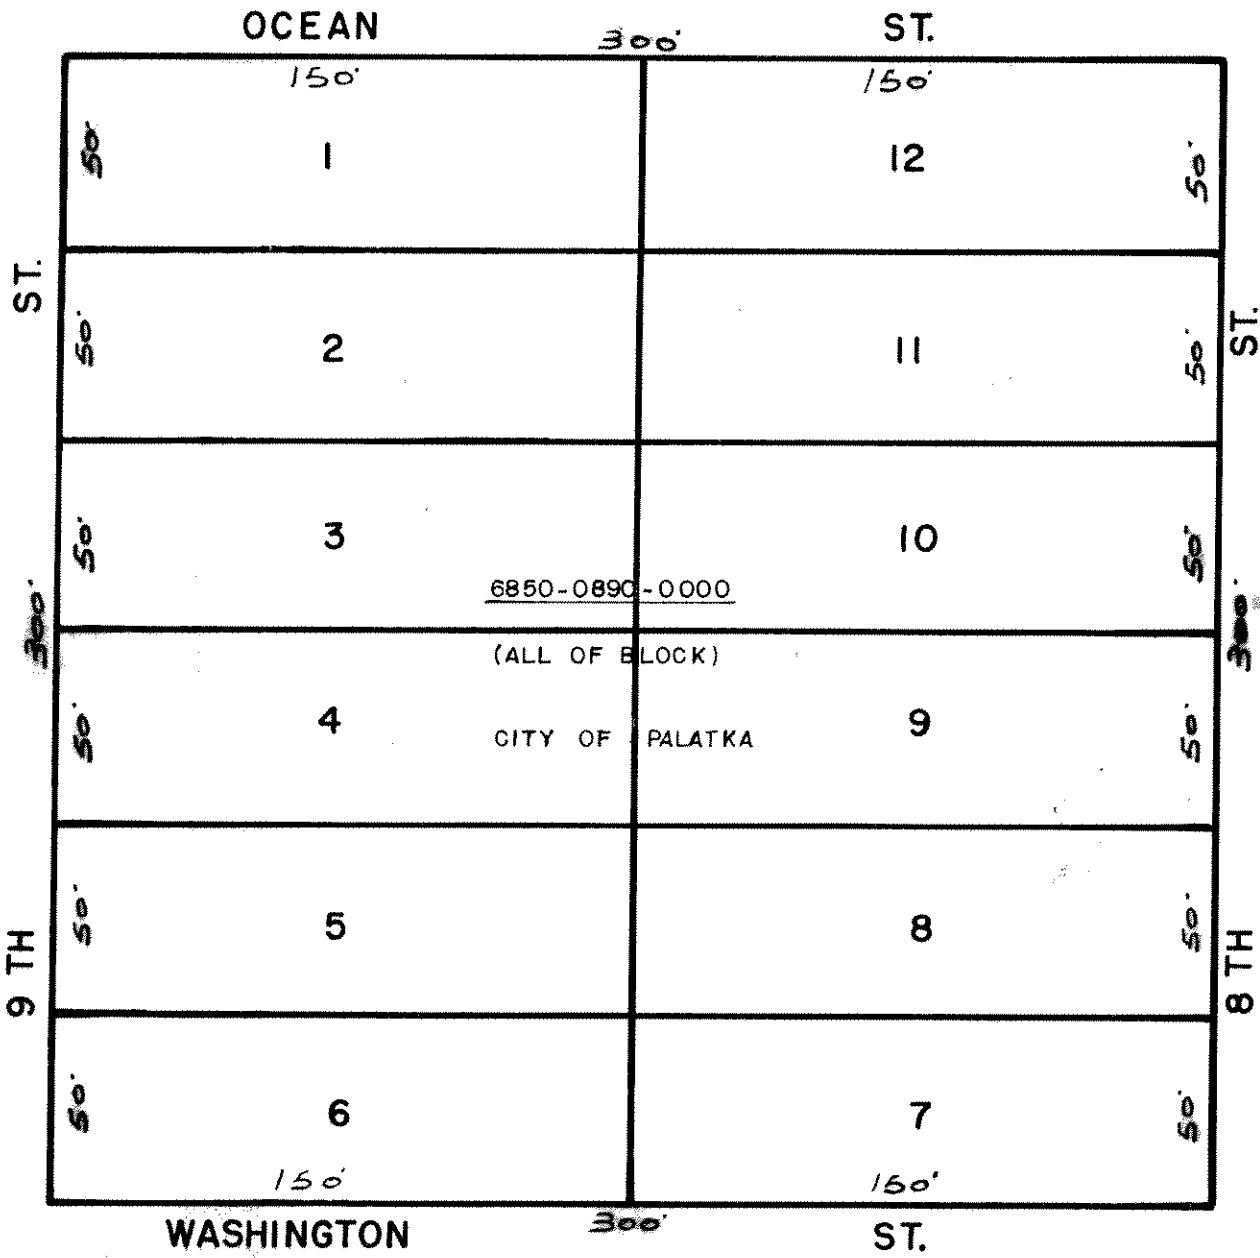 OCEAN ST.
300'
150' 150'
50' 1 12 50'
ST.
50' 2 11 50'
ST.
50' 3 10 50'
6850-0890-0000
300' 300'
(ALL OF BLOCK)
50' 4 9 50'
CITY OF PALATKA
50' 5 8 50'
9 TH 8 TH
50' 6 7 50'
150' 150'
300'
WASHINGTON ST.